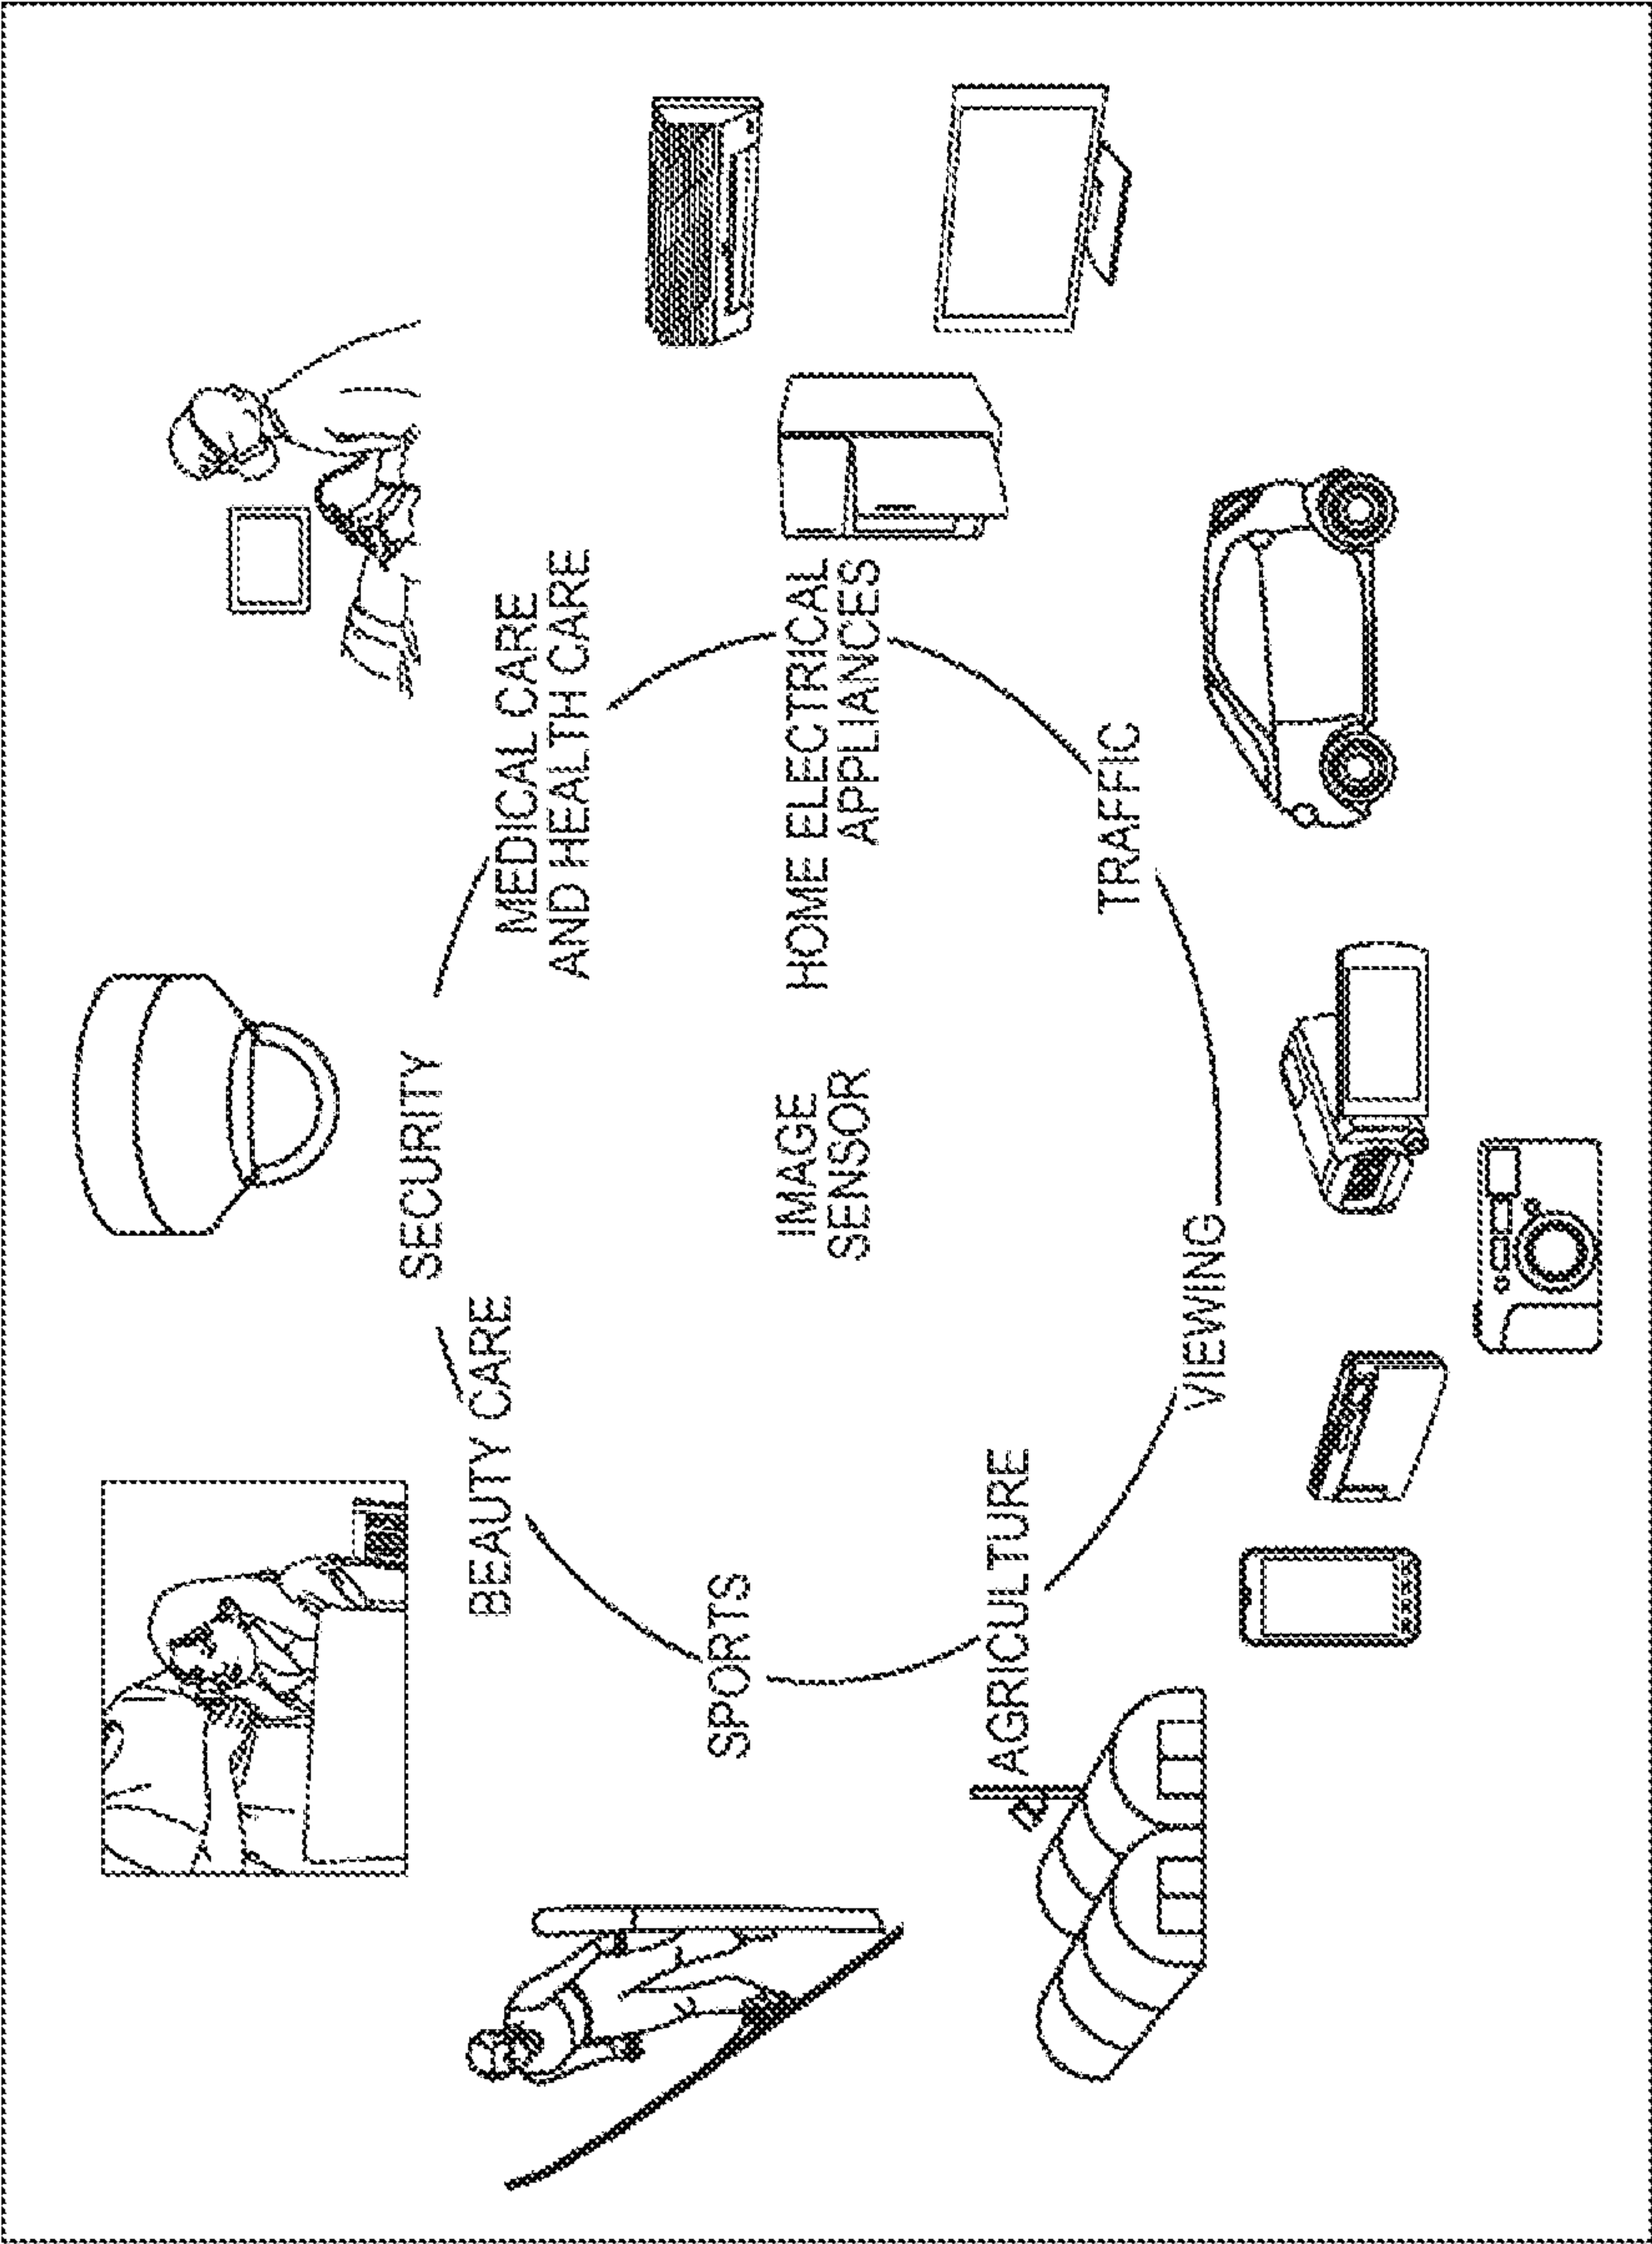 SECURITY
BEAUTY CARE
MEDICAL CARE
AND HEALTH CARE
SPORTS
IMAGE
SENSOR
HOME ELECTRICAL
APPLIANCES
AGRICULTURE
TRAFFIC
VIEWING